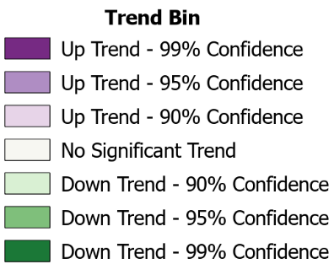 Trend Bin
Up Trend - 99% Confidence
Up Trend - 95% Confidence
Up Trend - 90% Confidence
No Significant Trend
Down Trend - 90% Confidence
Down Trend - 95% Confidence
Down Trend - 99% Confidence